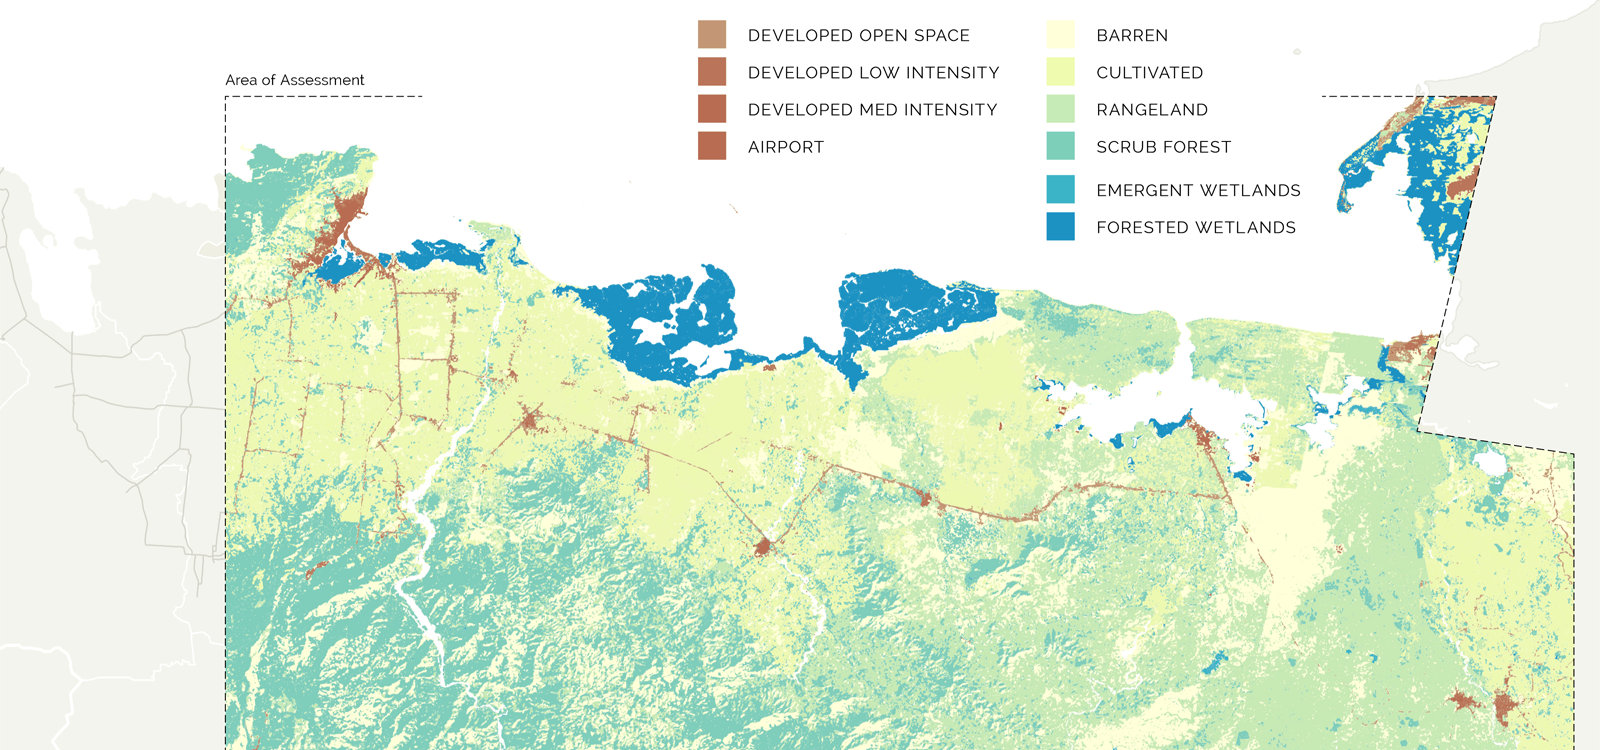 Area of Assessment
DEVELOPED OPEN SPACE
DEVELOPED LOW INTENSITY
DEVELOPED MED INTENSITY
AIRPORT
BARREN
CULTIVATED
RANGELAND
SCRUB FOREST
EMERGENT WETLANDS
FORESTED WETLANDS